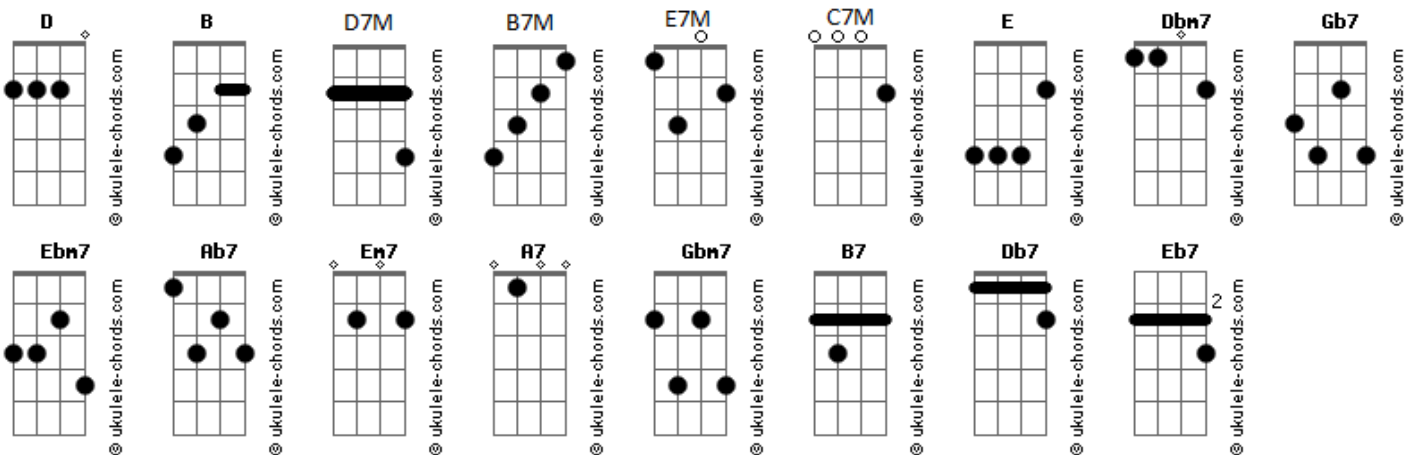 D B D7M B7M E7M C7M E Dbm7 Gb7
© ukulele-chords.com © ukulele-chords.com © ukulele-chords.com © ukulele-chords.com © ukulele-chords.com © ukulele-chords.com © ukulele-chords.com © ukulele-chords.com © ukulele-chords.com
Ebm7 Ab7 Em7 A7 Gbm7 B7 Db7 Eb7
2
© ukulele-chords.com © ukulele-chords.com © ukulele-chords.com © ukulele-chords.com © ukulele-chords.com © ukulele-chords.com © ukulele-chords.com © ukulele-chords.com